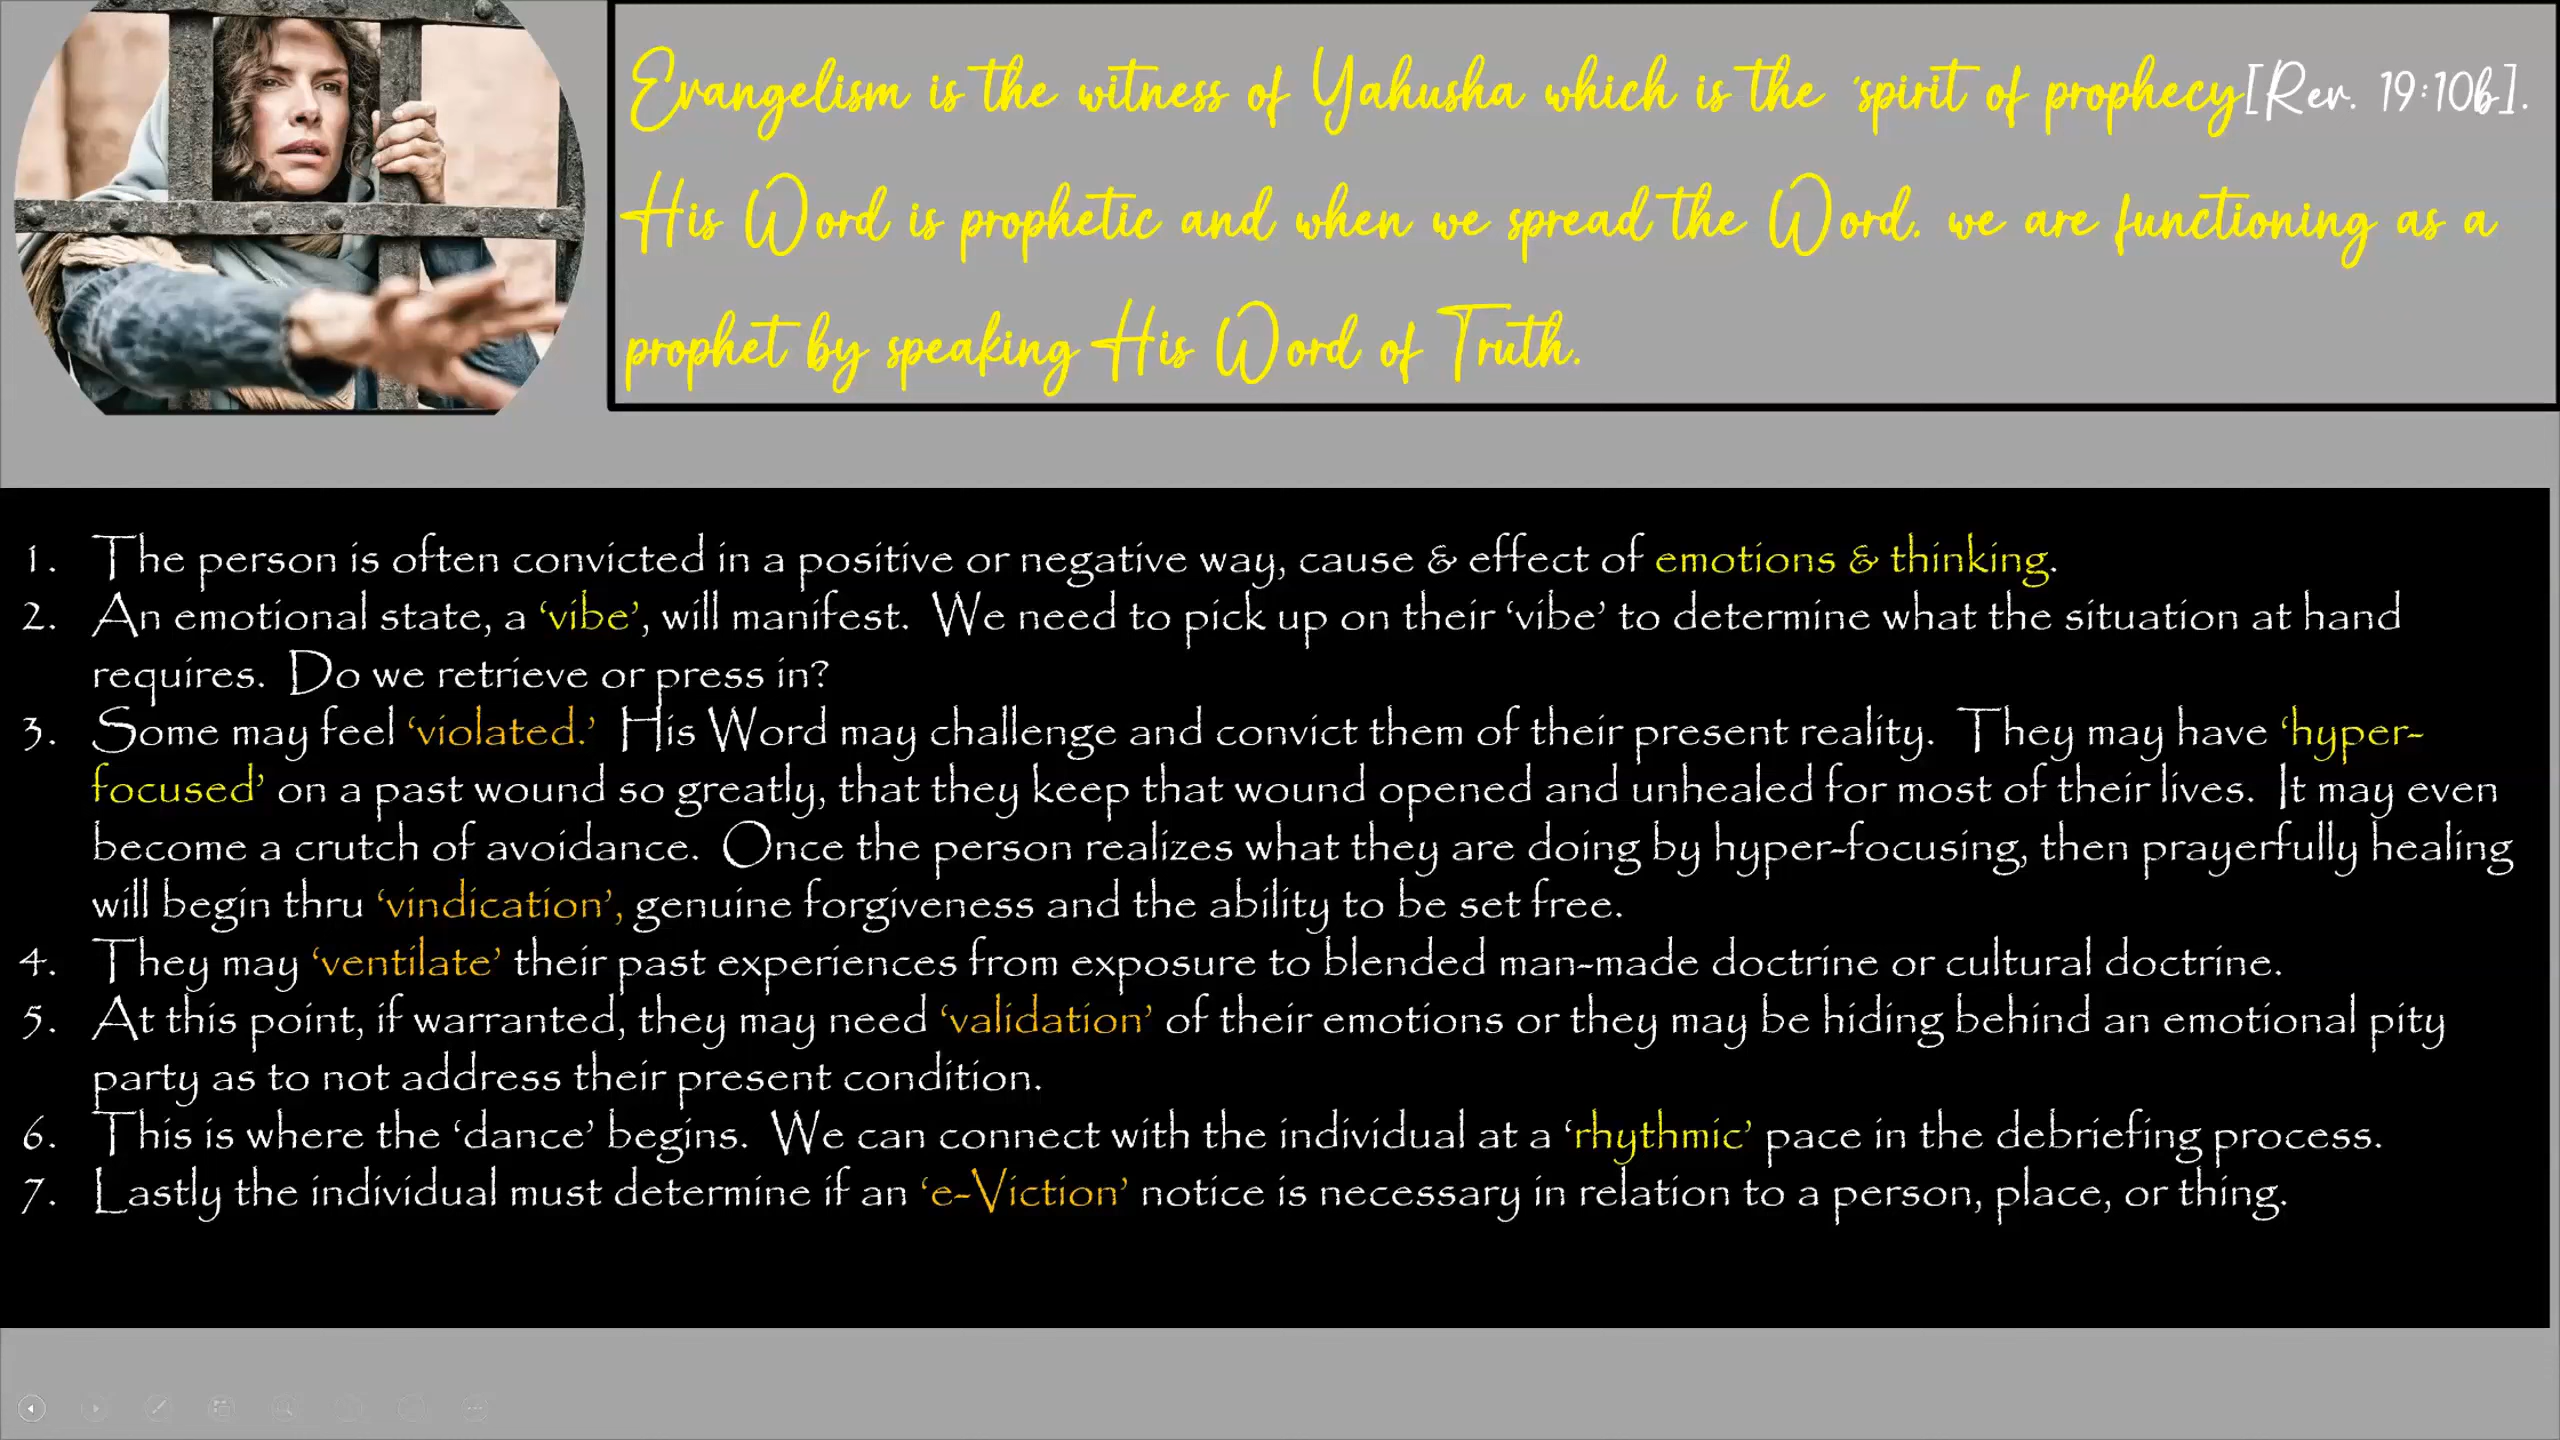 Evangelism is the witness of Yahusha which is the 'spirit of prophecy[Rev. 19:10b].
His Word is prophetic and when we spread the Word, we are functioning as a
prophet by speaking His Word of Truth.
1. The person is often convicted in a positive or negative way, cause & effect of emotions & thinking.
2. An emotional state, a ‘vibe’, will manifest. We need to pick up on their ‘vibe’ to determine what the situation at hand
requires. Do we retrieve or press in?
3. Some may feel ‘violated.’ His Word may challenge and convict them of their present reality. They may have ‘hyper-
focused’ on a past wound so greatly, that they keep that wound opened and unhealed for most of their lives. It may even
become a crutch of avoidance. Once the person realizes what they are doing by hyper-focusing, then prayerfully healing
will begin thru ‘vindication’, genuine forgiveness and the ability to be set free.
4. They may ‘ventilate’ their past experiences from exposure to blended man-made doctrine or cultural doctrine.
5. At this point, if warranted, they may need ‘validation’ of their emotions or they may be hiding behind an emotional pity
party as to not address their present condition.
6. This is where the ‘dance’ begins. We can connect with the individual at a ‘rhythmic’ pace in the debriefing process.
7. Lastly the individual must determine if an ‘e-Viction’ notice is necessary in relation to a person, place, or thing.